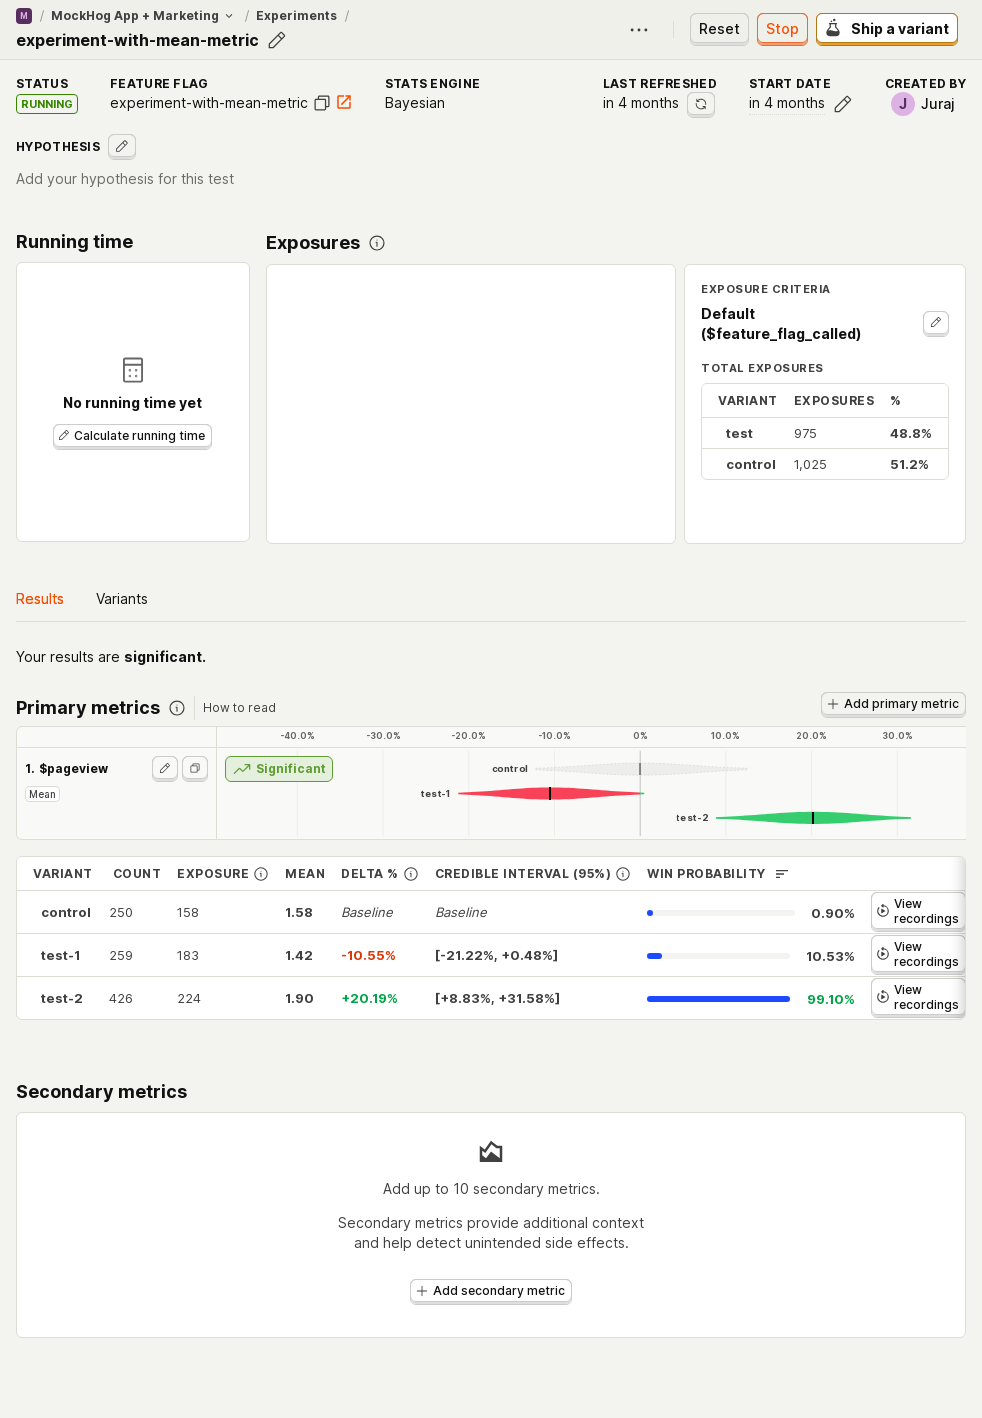 M / MockHog App + Marketing / Experiments /
experiment-with-mean-metric
Reset
Stop
Ship a variant
STATUS
RUNNING
FEATURE FLAG
experiment-with-mean-metric
STATS ENGINE
Bayesian
LAST REFRESHED
in 4 months
START DATE
in 4 months
CREATED BY
J Juraj
HYPOTHESIS
Add your hypothesis for this test
Running time
No running time yet
Calculate running time
Exposures
EXPOSURE CRITERIA
Default
($feature_flag_called)
TOTAL EXPOSURES
VARIANT EXPOSURES %
test 975 48.8%
control 1,025 51.2%
Results Variants
Your results are significant.
Primary metrics How to read
Add primary metric
-40.0% -30.0% -20.0% -10.0% 0% 10.0% 20.0% 30.0%
1. $pageview
Mean
Significant
control
test-1
test-2
VARIANT COUNT EXPOSURE MEAN DELTA % CREDIBLE INTERVAL (95%) WIN PROBABILITY
control 250 158 1.58 Baseline Baseline 0.90% View recordings
test-1 259 183 1.42 -10.55% [-21.22%, +0.48%] 10.53% View recordings
test-2 426 224 1.90 +20.19% [+8.83%, +31.58%] 99.10% View recordings
Secondary metrics
Add up to 10 secondary metrics.
Secondary metrics provide additional context
and help detect unintended side effects.
Add secondary metric